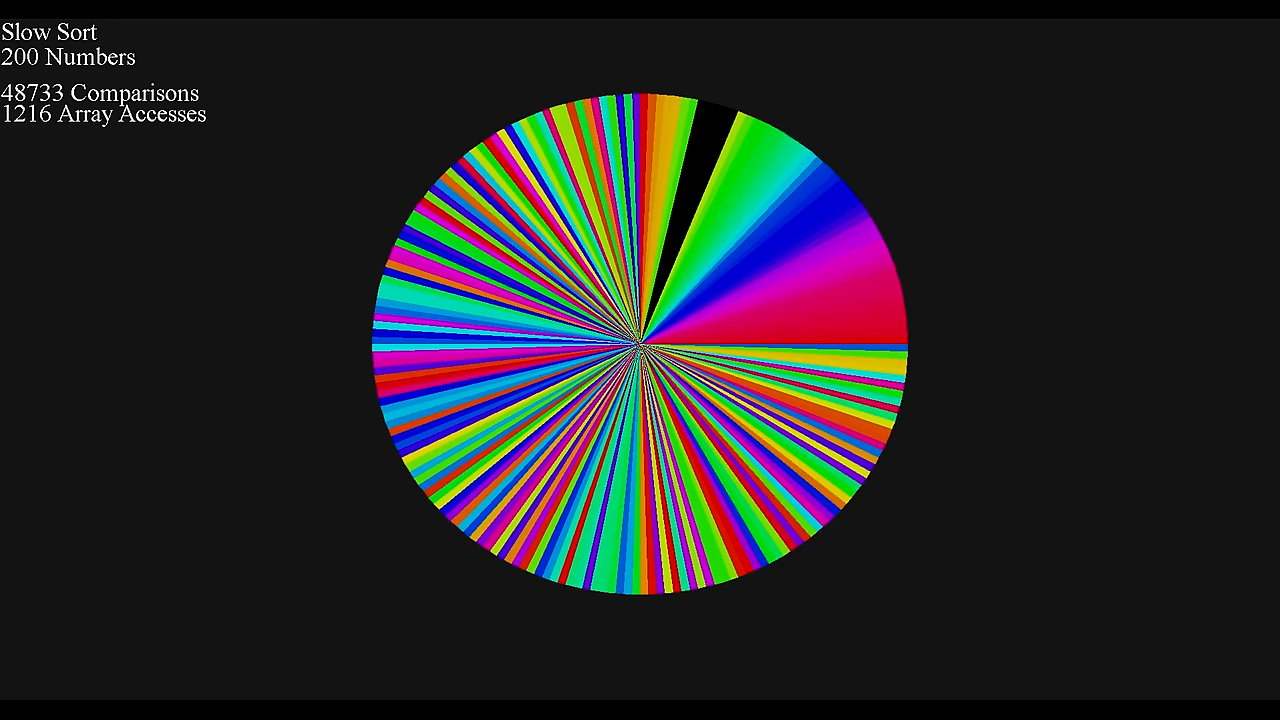 Slow Sort
200 Numbers
48733 Comparisons
1216 Array Accesses